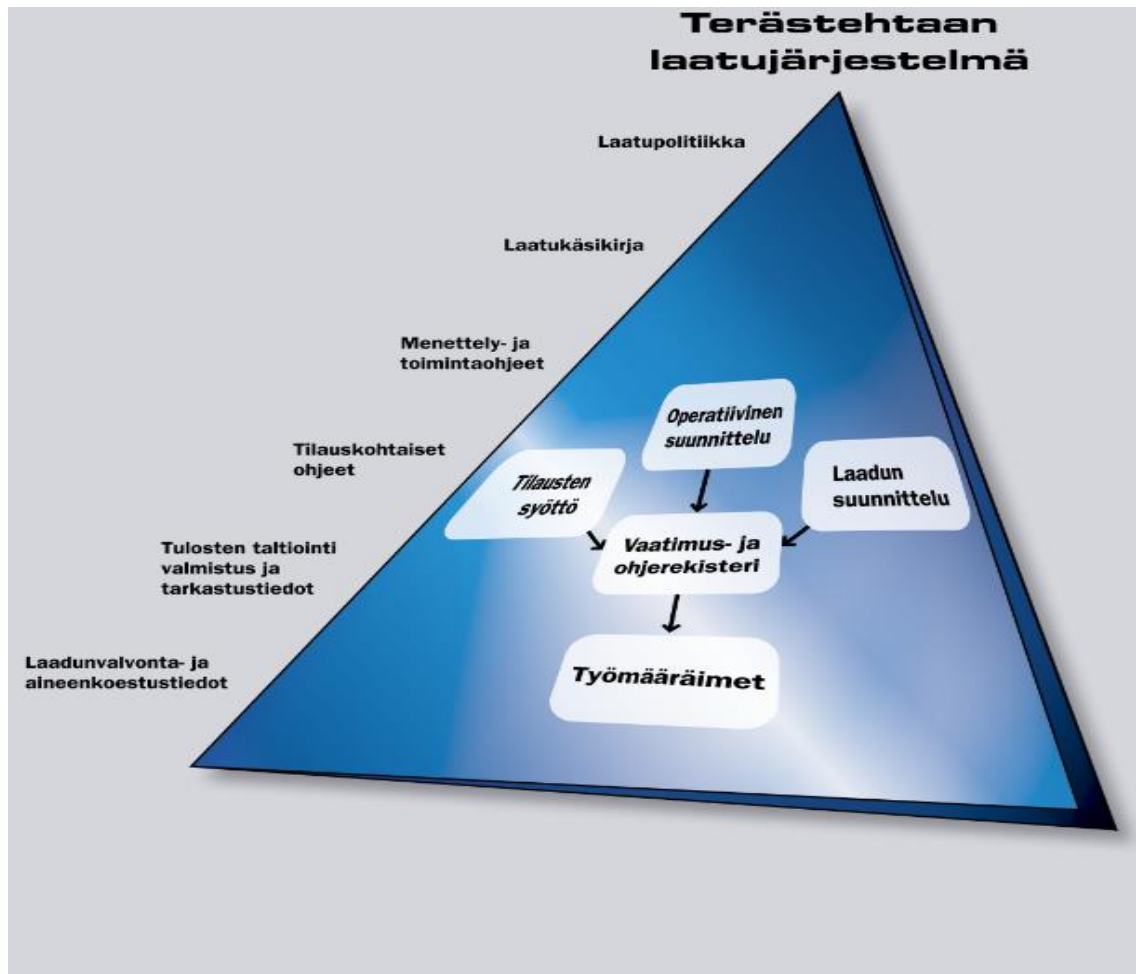 Terästehtaan
laatujärjestelmä
Laatupolitiikka
Laatukäsikirja
Menettely- ja
toimintaohjeet
Tilauskohtaiset
ohjeet
Tulosten taltiointi
valmistus ja
tarkastustiedot
Laadunvalvonta- ja
aineenkoestustiedot
Operatiivinen
suunnittelu
Tilausten
syöttö
Laadun
suunnittelu
Vaatimus- ja
ohjerekisteri
Työmääräimet